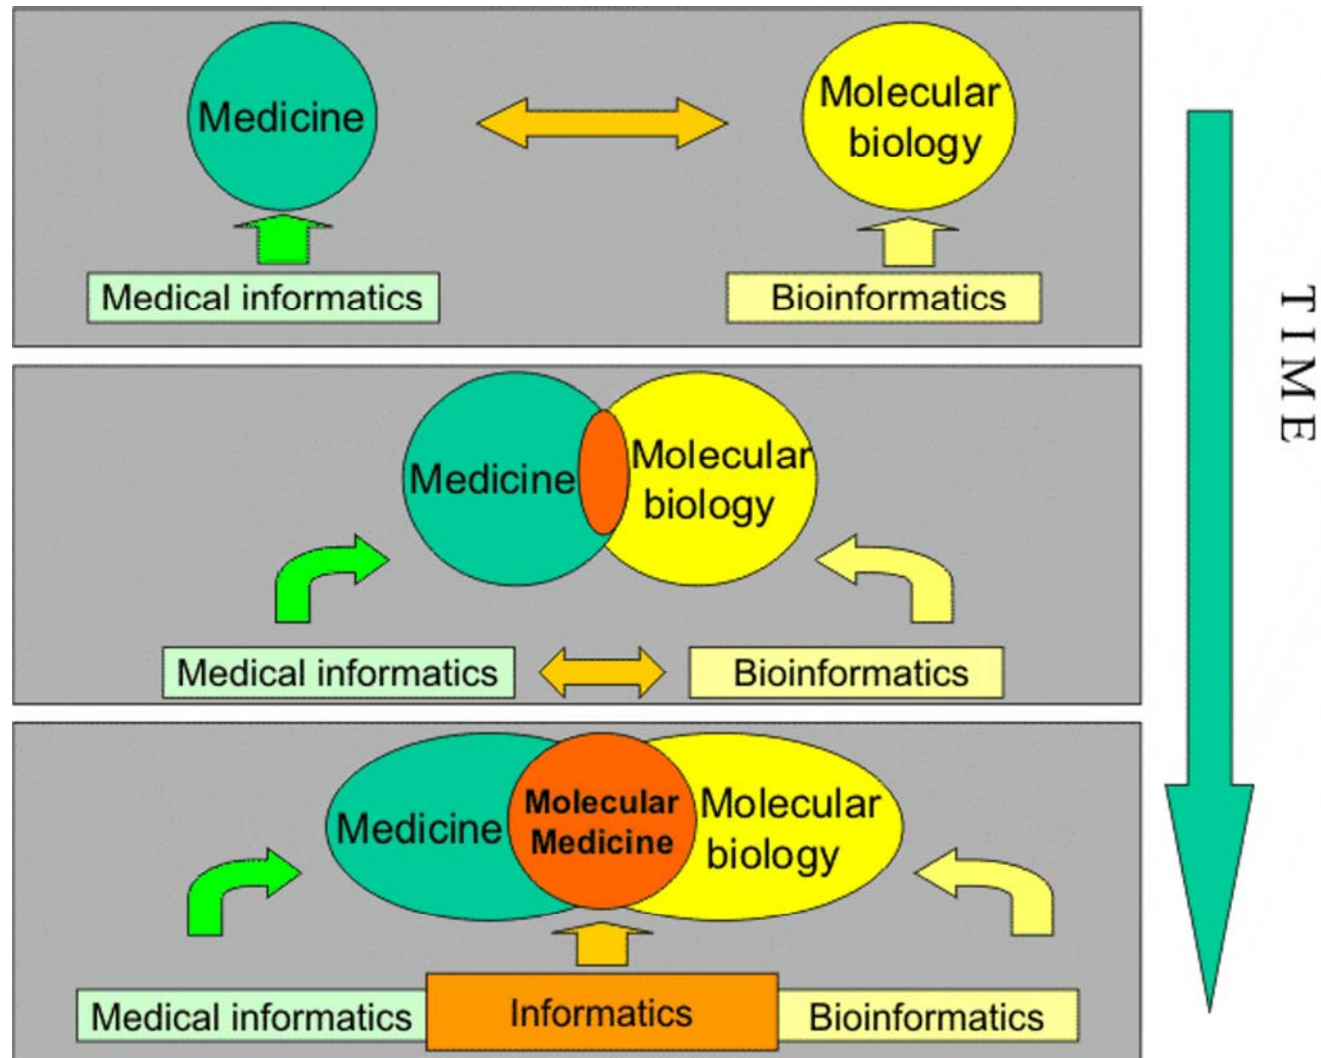 Medicine
Molecular
biology
Medical informatics
Bioinformatics
Medicine
Molecular
biology
Medical informatics
Bioinformatics
Medicine
Molecular
Medicine
Molecular
biology
Medical informatics
Informatics
Bioinformatics
TIME